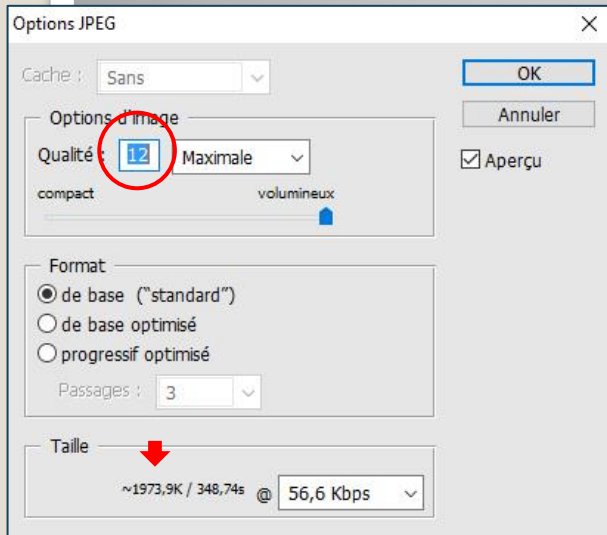 Options JPEG
Cache : Sans
OK
Options d'image
Annuler
Qualité : 12 Maximale
Aperçu
compact volumineux
Format
de base ("standard")
de base optimisé
progressif optimisé
Passages : 3
Taille
~1973,9K / 348,74s @ 56,6 Kbps